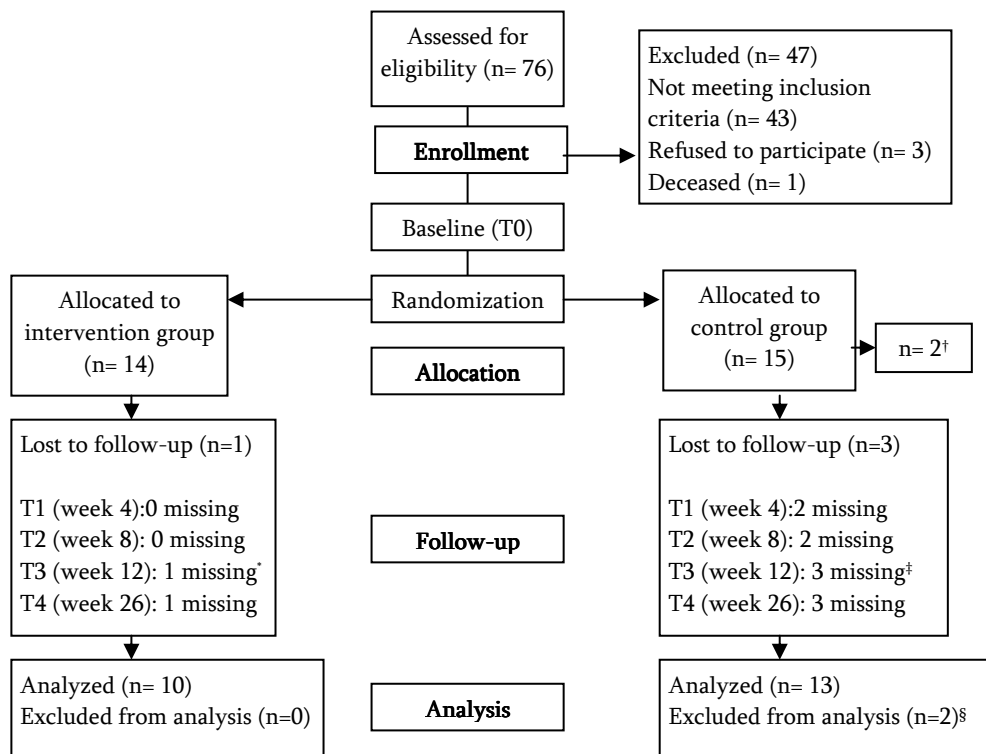 Assessed for
eligibility (n= 76)
Excluded (n= 47)
Not meeting inclusion
criteria (n= 43)
Refused to participate (n= 3)
Deceased (n= 1)
Enrollment
Baseline (T0)
Randomization
Allocated to
intervention group
(n= 14)
Allocated to
control group
(n= 15)
n= 2†
Allocation
Lost to follow-up (n=1)
T1 (week 4):0 missing
T2 (week 8): 0 missing
T3 (week 12): 1 missing*
T4 (week 26): 1 missing
Follow-up
Lost to follow-up (n=3)
T1 (week 4):2 missing
T2 (week 8): 2 missing
T3 (week 12): 3 missing‡
T4 (week 26): 3 missing
Analyzed (n= 10)
Excluded from analysis (n=0)
Analysis
Analyzed (n= 13)
Excluded from analysis (n=2)§